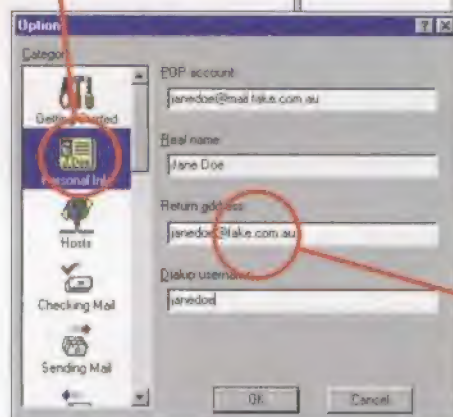 Options
Category
Getting Started
Personal Info
Hosts
Checking Mail
Sending Mail
POP account
janedoe@mail.fake.com.au
Real name
Jane Doe
Return address
janedoe@fake.com.au
Dialup username
janedoe
OK
Cancel